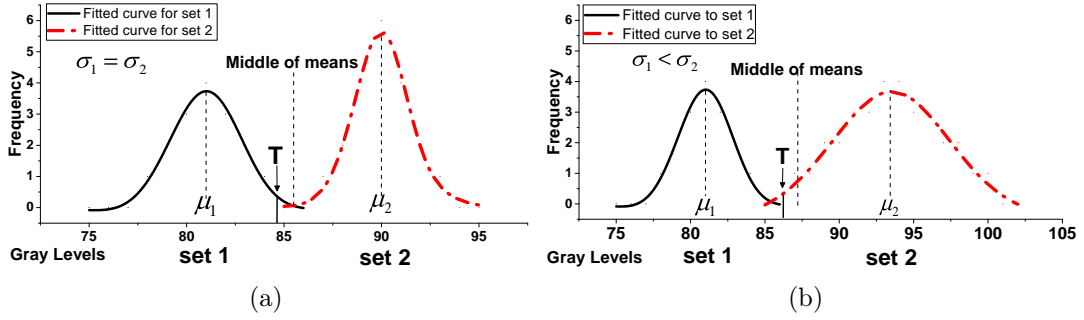 Fitted curve for set 1
Fitted curve for set 2
σ₁ = σ₂
Middle of means
Frequency
6
5
4
3
2
1
0
T
μ₁
μ₂
75
80
85
90
95
Gray Levels
set 1
set 2
(a)
Fitted curve to set 1
Fitted curve to set 2
σ₁ < σ₂
Middle of means
Frequency
6
5
4
3
2
1
0
T
μ₁
μ₂
75
80
85
90
95
100
105
Gray Levels
set 1
set 2
(b)